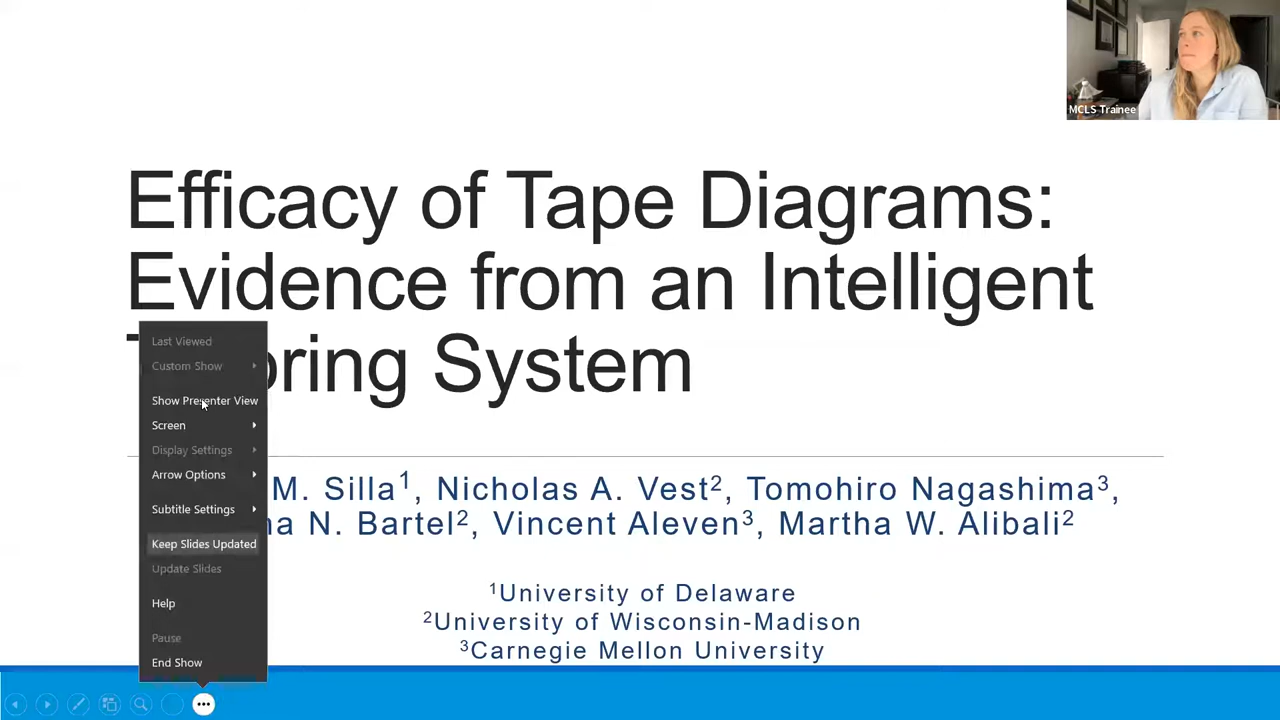 MCLS Trainee
Efficacy of Tape Diagrams:
Evidence from an Intelligent
System
M. Silla1, Nicholas A. Vest2, Tomohiro Nagashima3,
N. Bartel2, Vincent Aleven3, Martha W. Alibali2
1University of Delaware
2University of Wisconsin-Madison
3Carnegie Mellon University
Last Viewed
Custom Show
Show Presenter View
Screen
Display Settings
Arrow Options
Subtitle Settings
Keep Slides Updated
Update Slides
Help
Pause
End Show